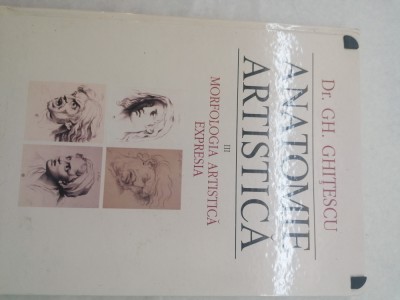 Dr. GH. GHIȚESCU
ANATOMIE
ARTISTICĂ
III
MORFOLOGIA ARTISTICĂ
EXPRESIA